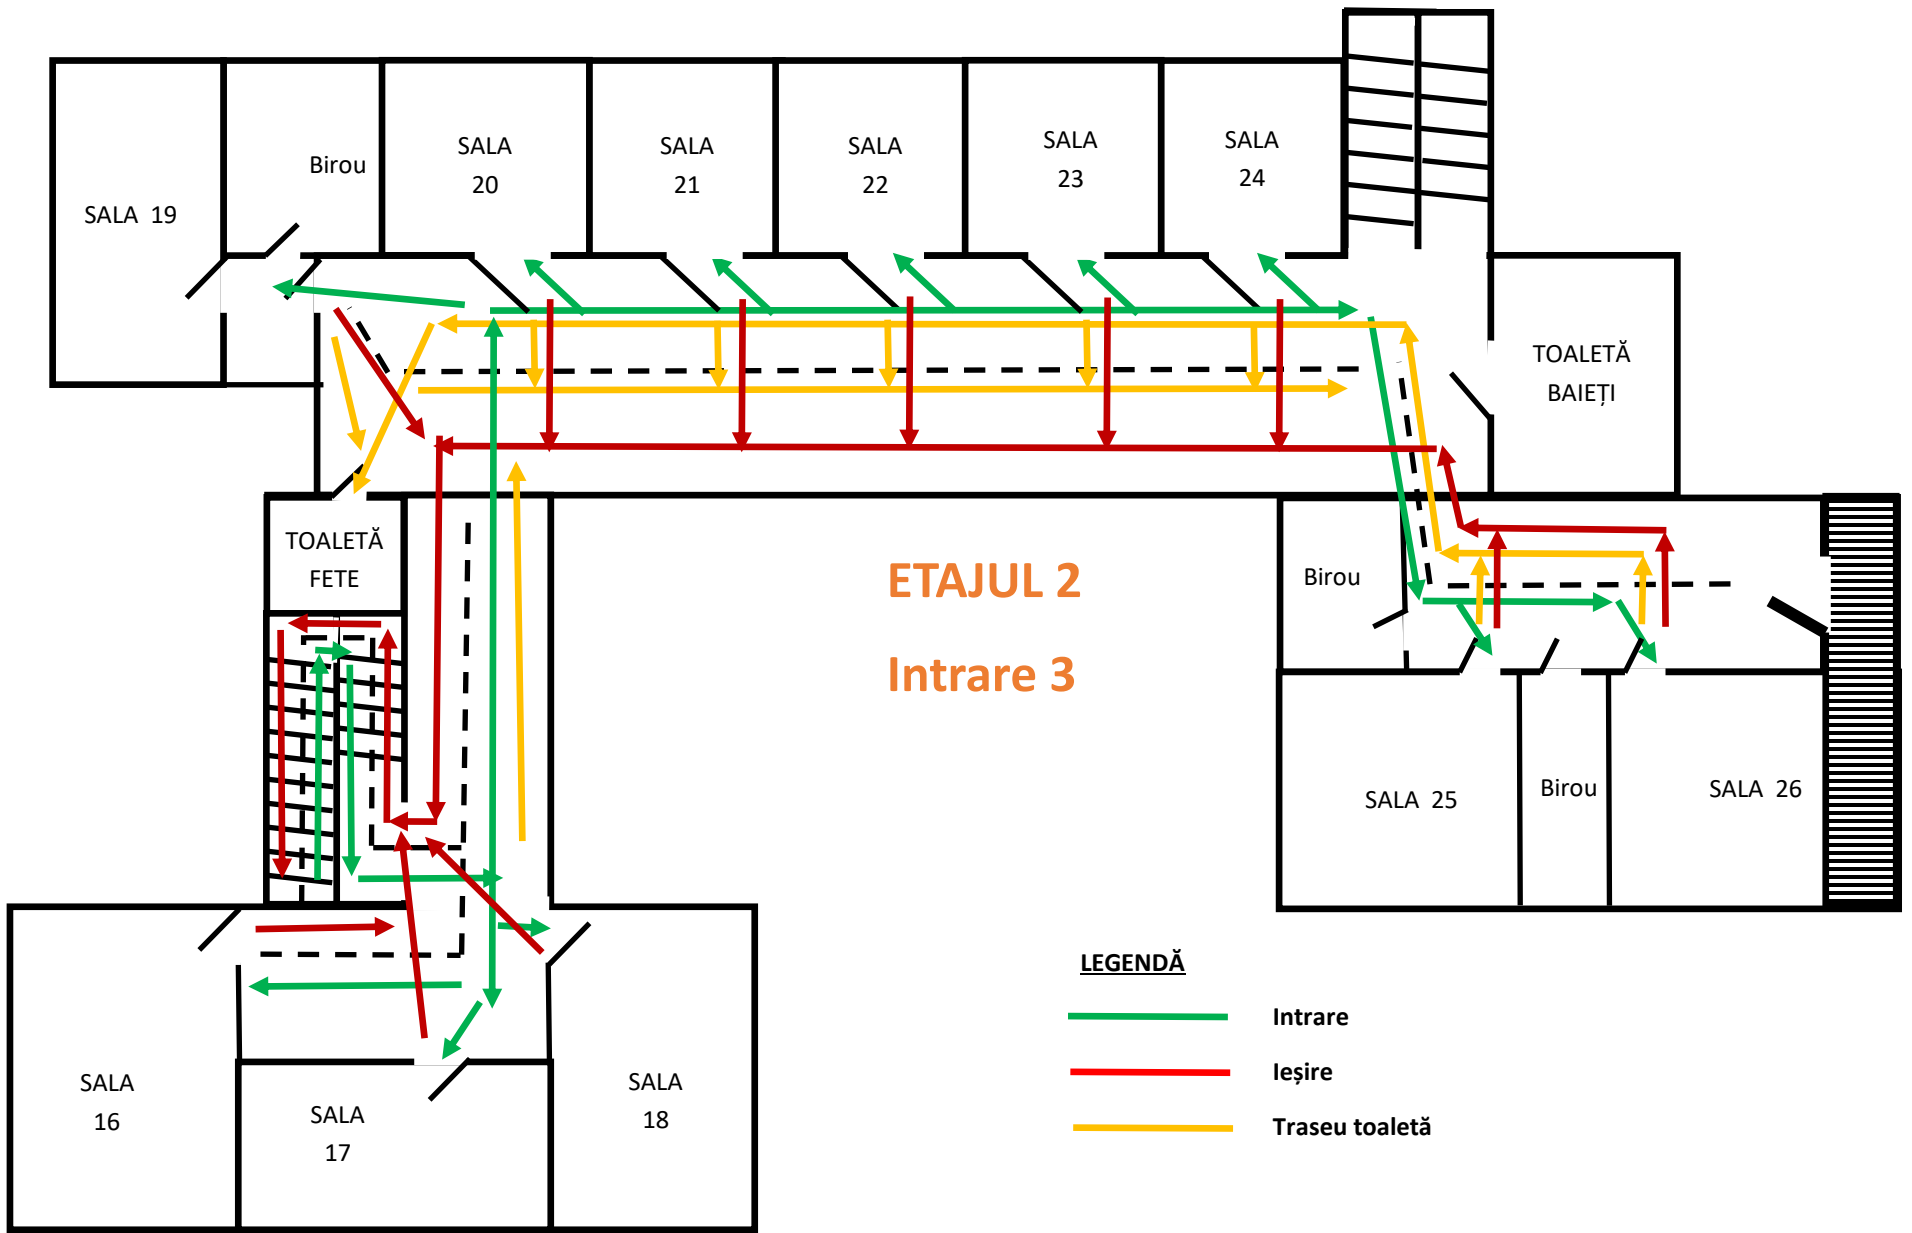 SALA 19
Birou
SALA
20
SALA
21
SALA
22
SALA
23
SALA
24
TOALETĂ
BAIEȚI
TOALETĂ
FETE
ETAJUL 2
Intrare 3
Birou
SALA 25
Birou
SALA 26
SALA
16
SALA
17
SALA
18
LEGENDĂ
Intrare
Ieșire
Traseu toaletă